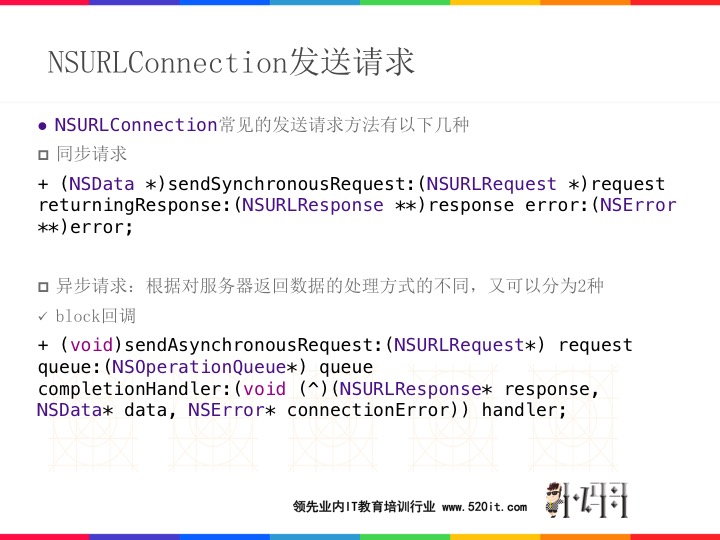 NSURLConnection发送请求
NSURLConnection常见的发送请求方法有以下几种
同步请求
+ (NSData *)sendSynchronousRequest:(NSURLRequest *)request
returningResponse:(NSURLResponse **)response error:(NSError
**)error;
异步请求：根据对服务器返回数据的处理方式的不同，又可以分为2种
block回调
+ (void)sendAsynchronousRequest:(NSURLRequest*) request
queue:(NSOperationQueue*) queue
completionHandler:(void (^)(NSURLResponse* response,
NSData* data, NSError* connectionError)) handler;
领先业内IT教育培训行业 www.520it.com
小码哥